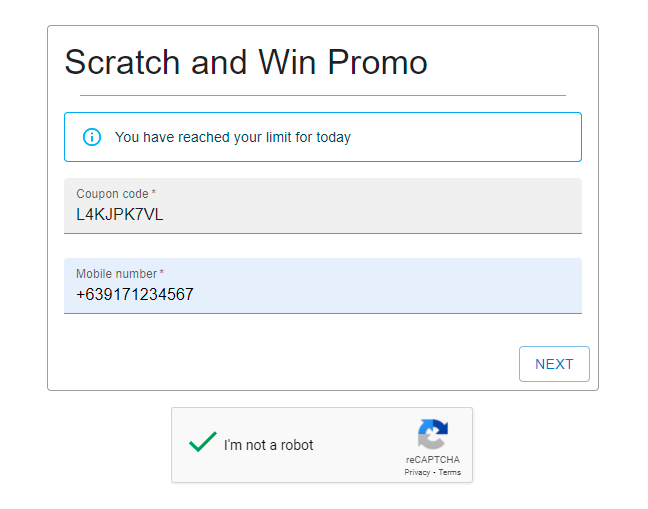 Scratch and Win Promo
You have reached your limit for today
Coupon code *
L4KJPK7VL
Mobile number *
+639171234567
NEXT
I'm not a robot
reCAPTCHA
Privacy - Terms